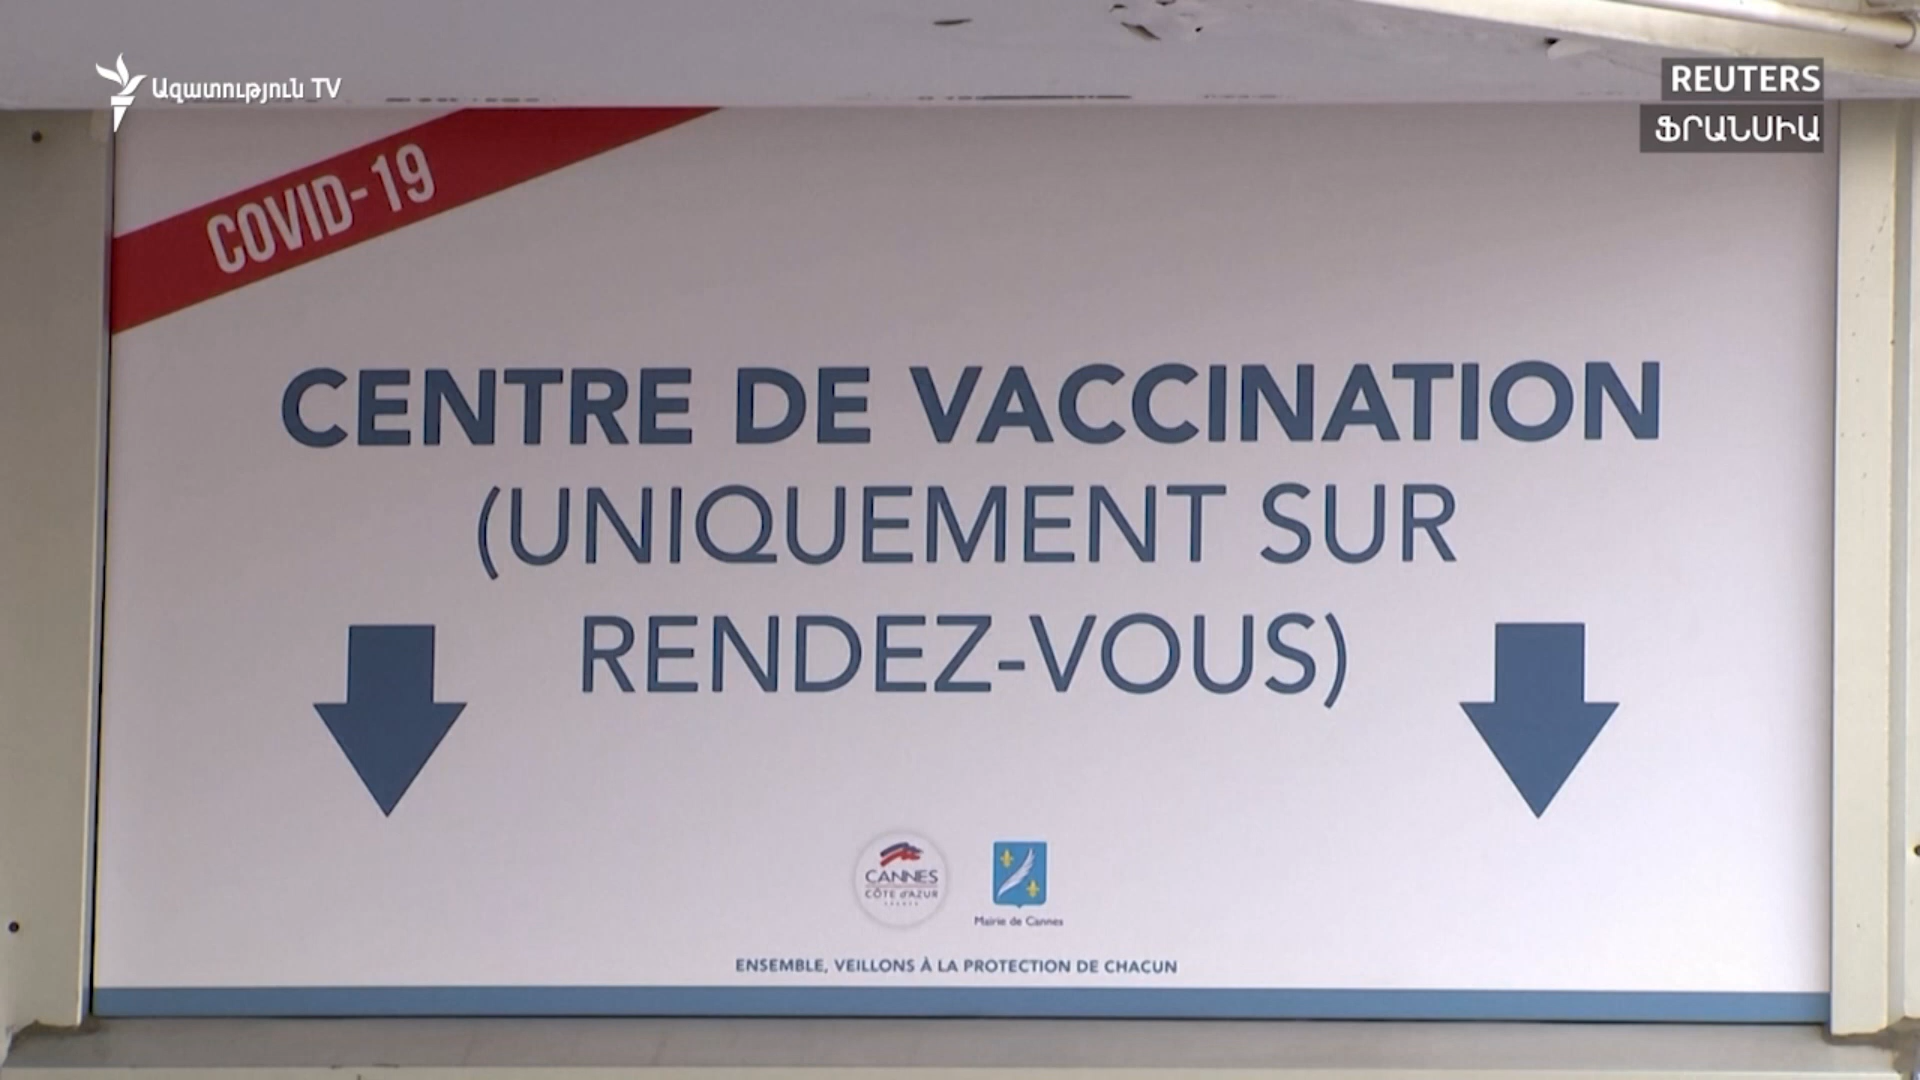 Ազատություն TV
REUTERS
ՖՐԱՆՍԻԱ
COVID-19
CENTRE DE VACCINATION
(UNIQUEMENT SUR
RENDEZ-VOUS)
CANNES
CÔTE d'AZUR
FRANCE
Mairie de Cannes
ENSEMBLE, VEILLONS À LA PROTECTION DE CHACUN